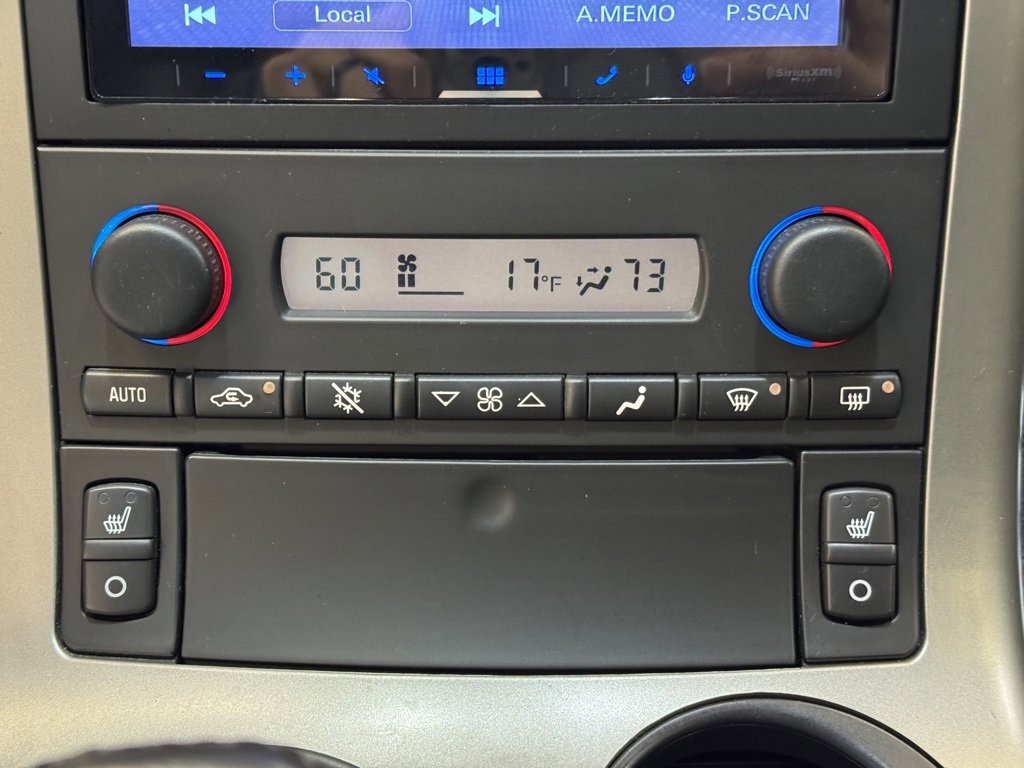 Local A.MEMO P.SCAN
SiriusXM
60 17°F 73
AUTO